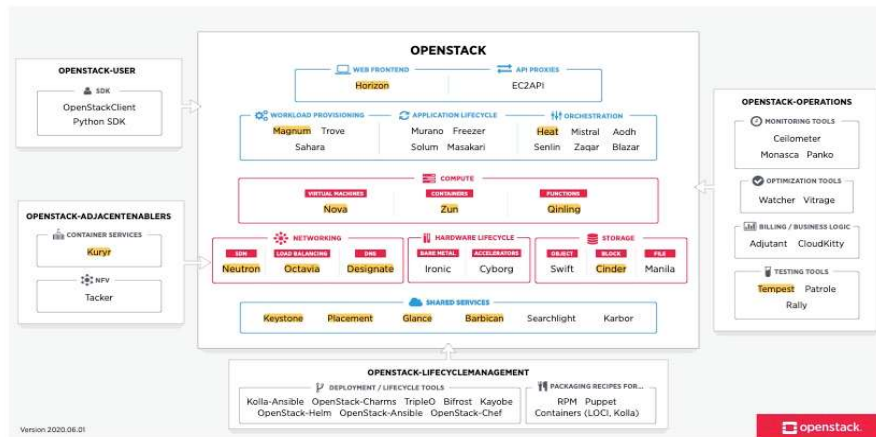 OPENSTACK
WEB FRONTEND
API PROXIES
Horizon
EC2API
WORKLOAD PROVISIONING
APPLICATION LIFECYCLE
ORCHESTRATION
Magnum Trove
Murano Freezer
Heat Mistral Aodh
Sahara
Solum Masakari
Senlin Zaqar Blazar
COMPUTE
VIRTUAL MACHINES
CONTAINERS
FUNCTIONS
Nova
Zun
Qinling
NETWORKING
HARDWARE LIFECYCLE
STORAGE
SDN
LOAD BALANCING
DNS
BARE METAL
ACCELERATORS
OBJECT
BLOCK
FILE
Neutron
Octavia
Designate
Ironic
Cyborg
Swift
Cinder
Manila
SHARED SERVICES
Keystone
Placement
Glance
Barbican
Searchlight
Karbor
OPENSTACK-USER
SDK
OpenStackClient
Python SDK
OPENSTACK-ADJACENTENABLERS
CONTAINER SERVICES
Kuryr
NFV
Tacker
OPENSTACK-OPERATIONS
MONITORING TOOLS
Ceilometer
Monasca Panko
OPTIMIZATION TOOLS
Watcher Vitrage
BILLING / BUSINESS LOGIC
Adjutant CloudKitty
TESTING TOOLS
Tempest Patrole
Rally
OPENSTACK-LIFECYCLEMANAGEMENT
DEPLOYMENT / LIFECYCLE TOOLS
Kolla-Ansible OpenStack-Charms TripleO Bifrost Kayobe
OpenStack-Helm OpenStack-Ansible OpenStack-Chef
PACKAGING RECIPES FOR...
RPM Puppet
Containers (LOCI, Kolla)
Version 2020.06.01
openstack.